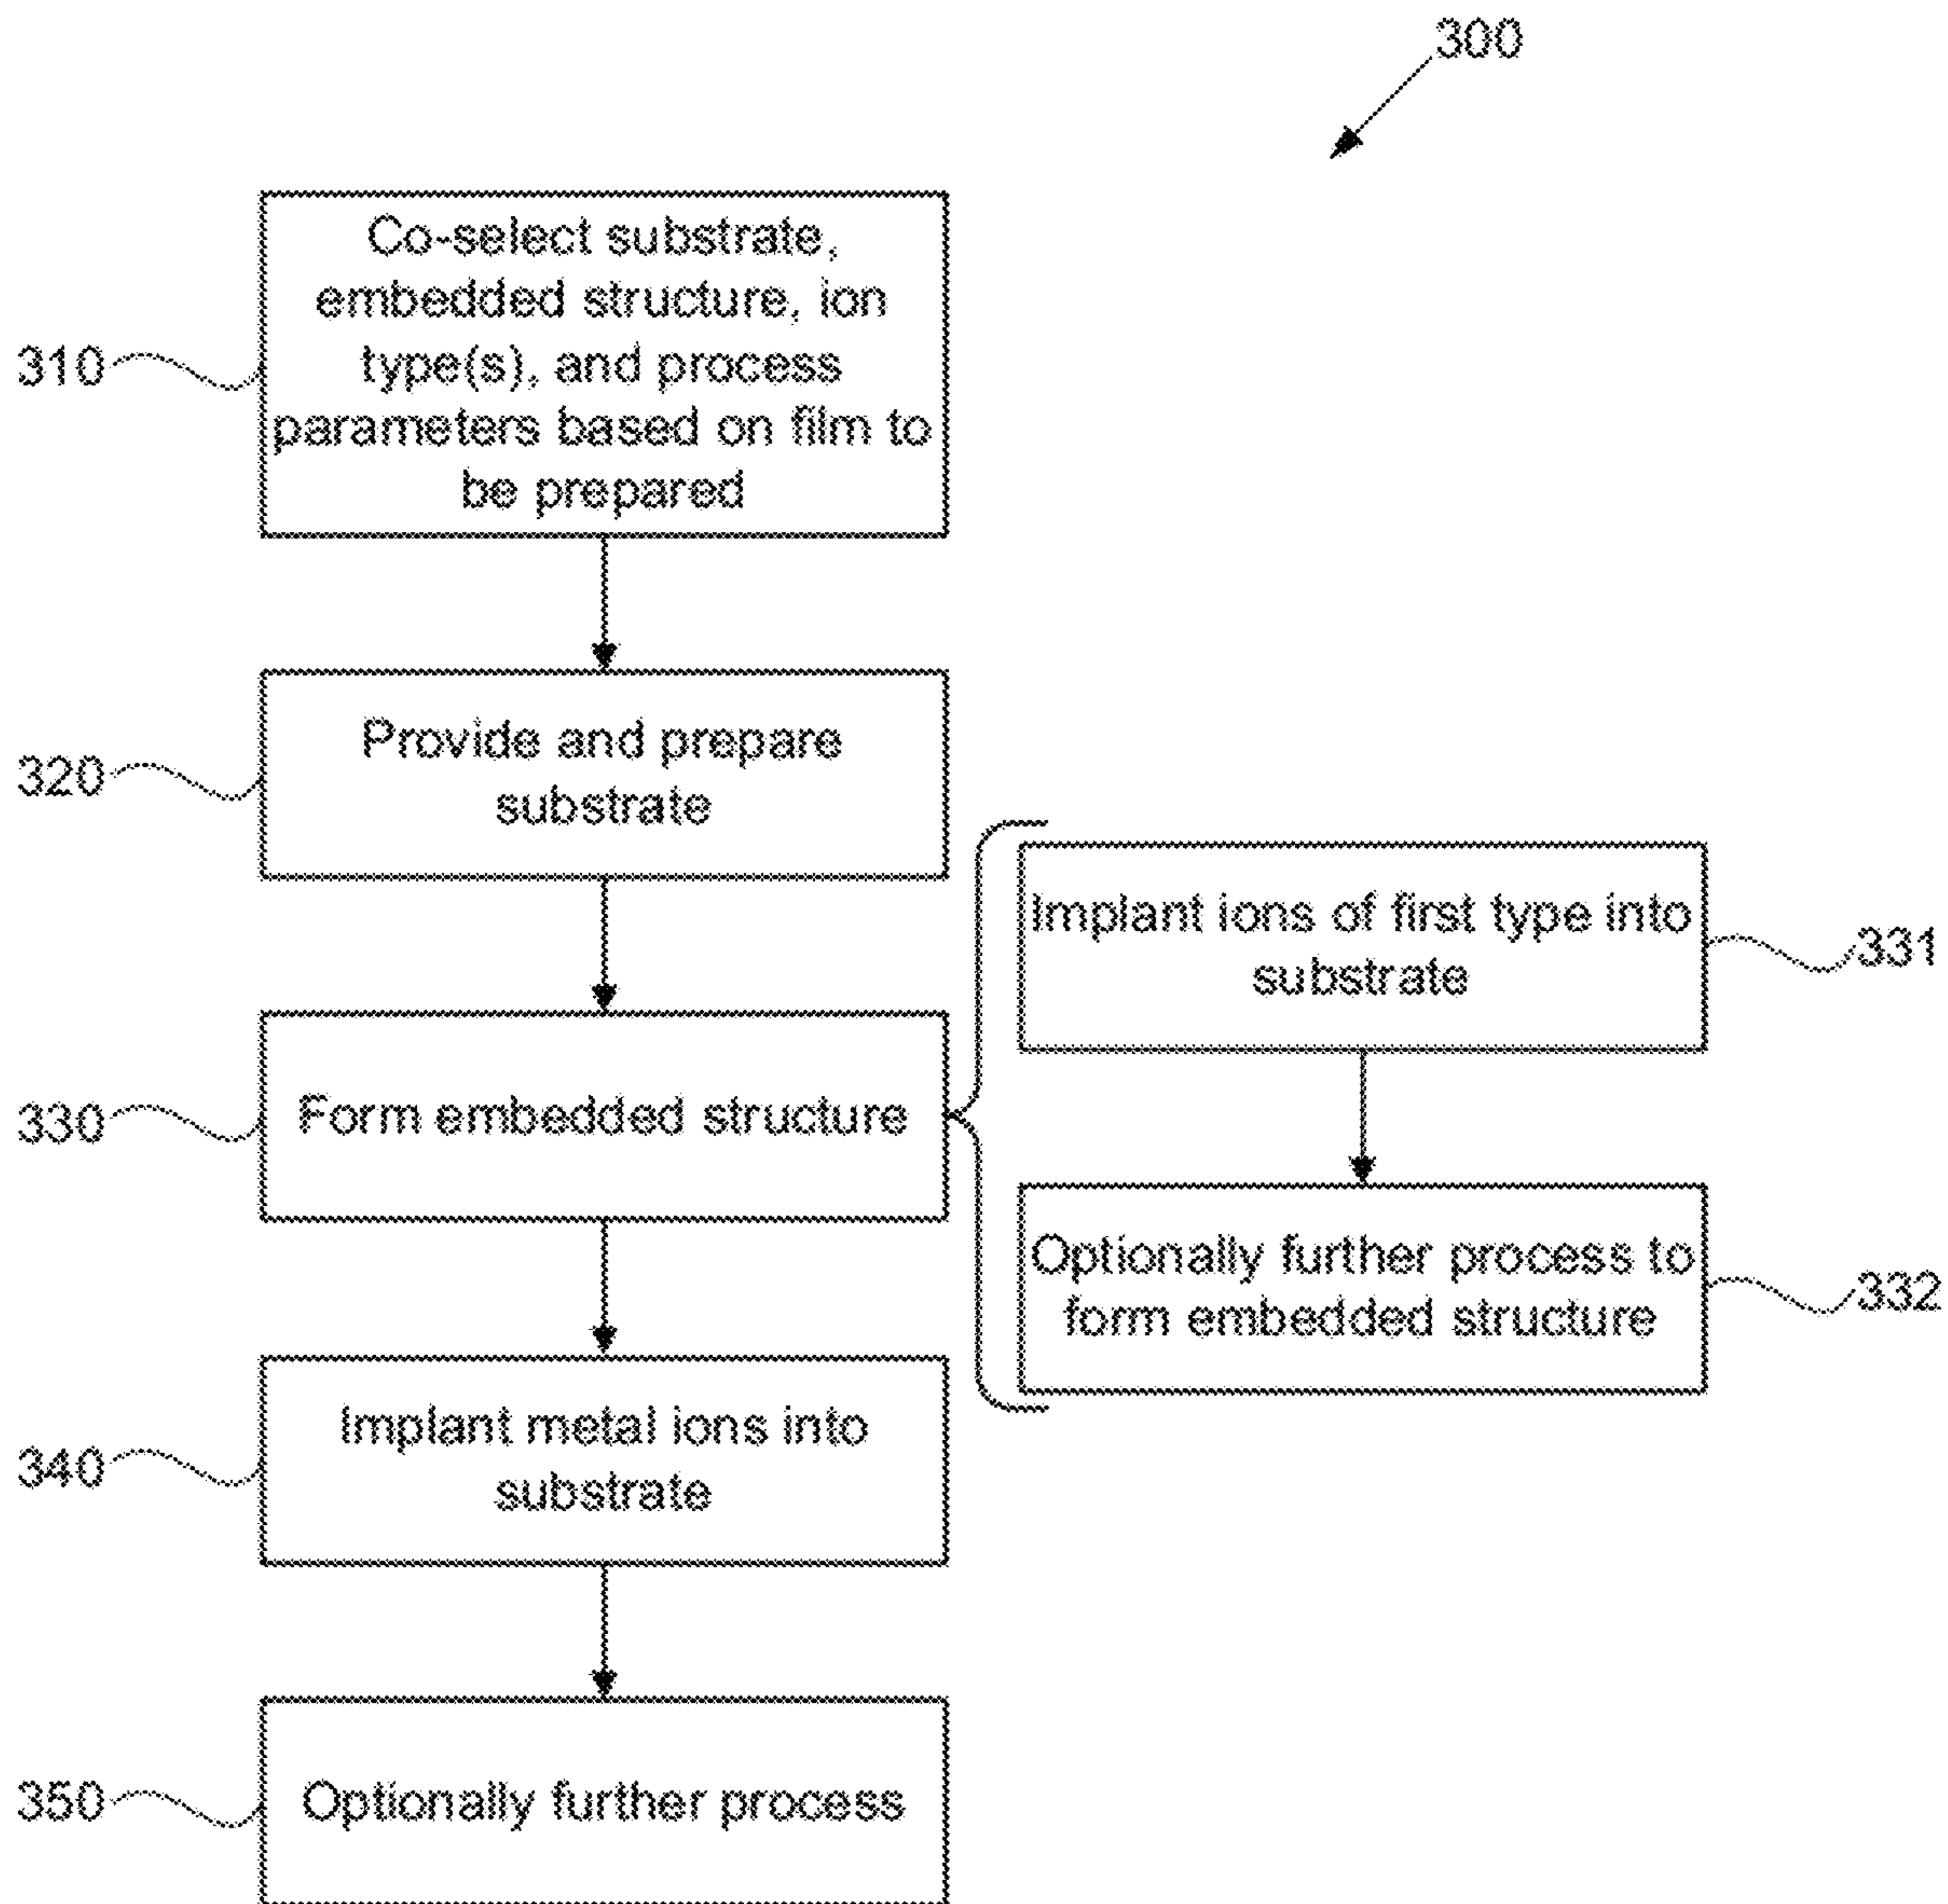 300
310
Co-select substrate,
embedded structure, ion
type(s), and process
parameters based on film to
be prepared
320
Provide and prepare
substrate
330
Form embedded structure
Implant ions of first type into
substrate
331
Optionally further process to
form embedded structure
332
340
Implant metal ions into
substrate
350
Optionally further process